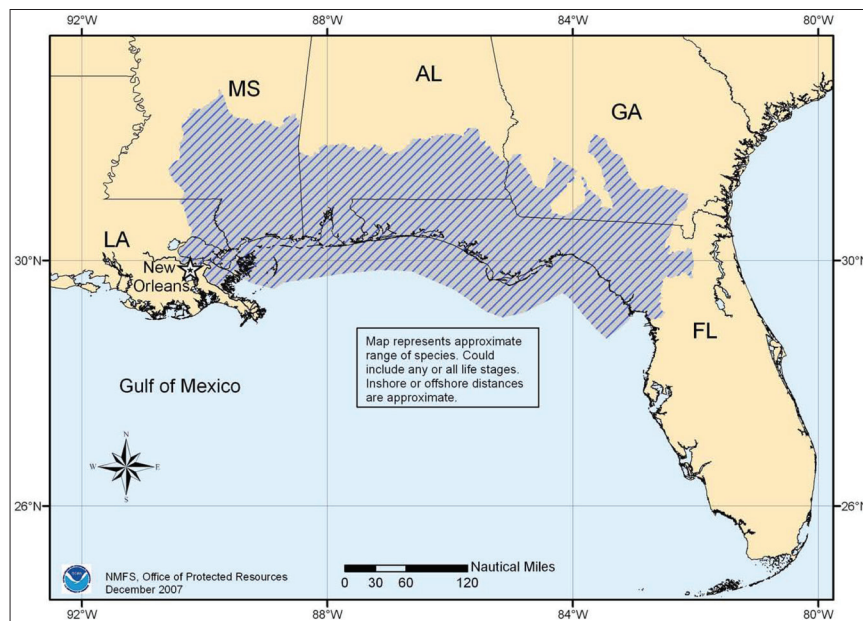 92°W
88°W
84°W
80°W
MS
AL
GA
LA
30°N
30°N
New
Orleans
FL
Map represents approximate
range of species. Could
include any or all life stages.
Inshore or offshore distances
are approximate.
Gulf of Mexico
N
W
E
S
26°N
26°N
NMFS, Office of Protected Resources
December 2007
Nautical Miles
0
30
60
120
92°W
88°W
84°W
80°W